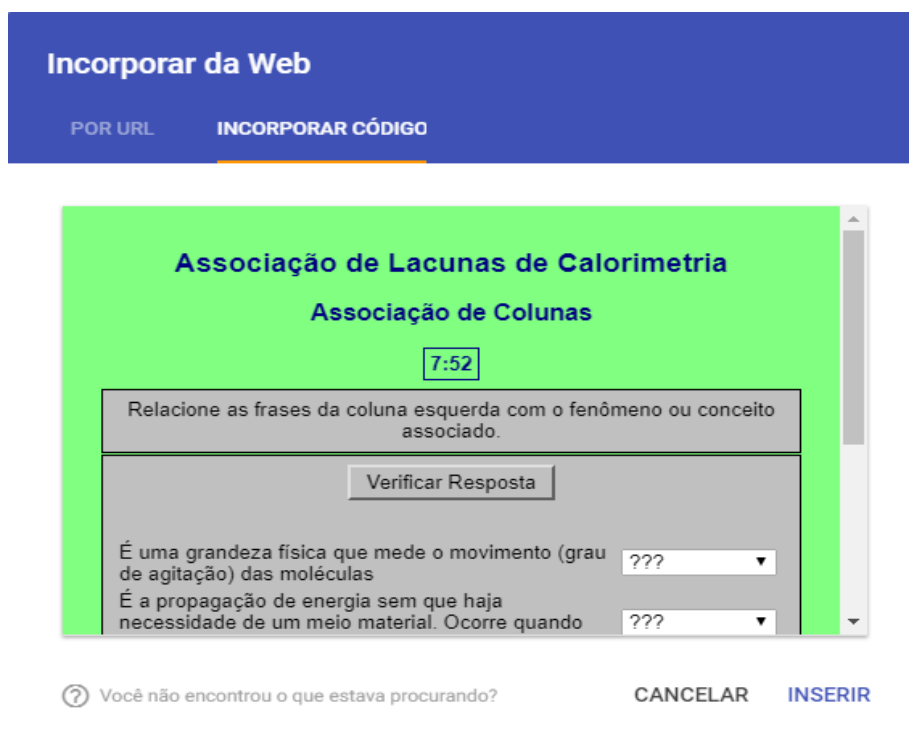 Incorporar da Web
POR URL INCORPORAR CÓDIGO
Associação de Lacunas de Calorimetria
Associação de Colunas
7:52
Relacione as frases da coluna esquerda com o fenômeno ou conceito
associado.
Verificar Resposta
É uma grandeza física que mede o movimento (grau
de agitação) das moléculas
???
É a propagação de energia sem que haja
necessidade de um meio material. Ocorre quando
???
Você não encontrou o que estava procurando?
CANCELAR INSERIR